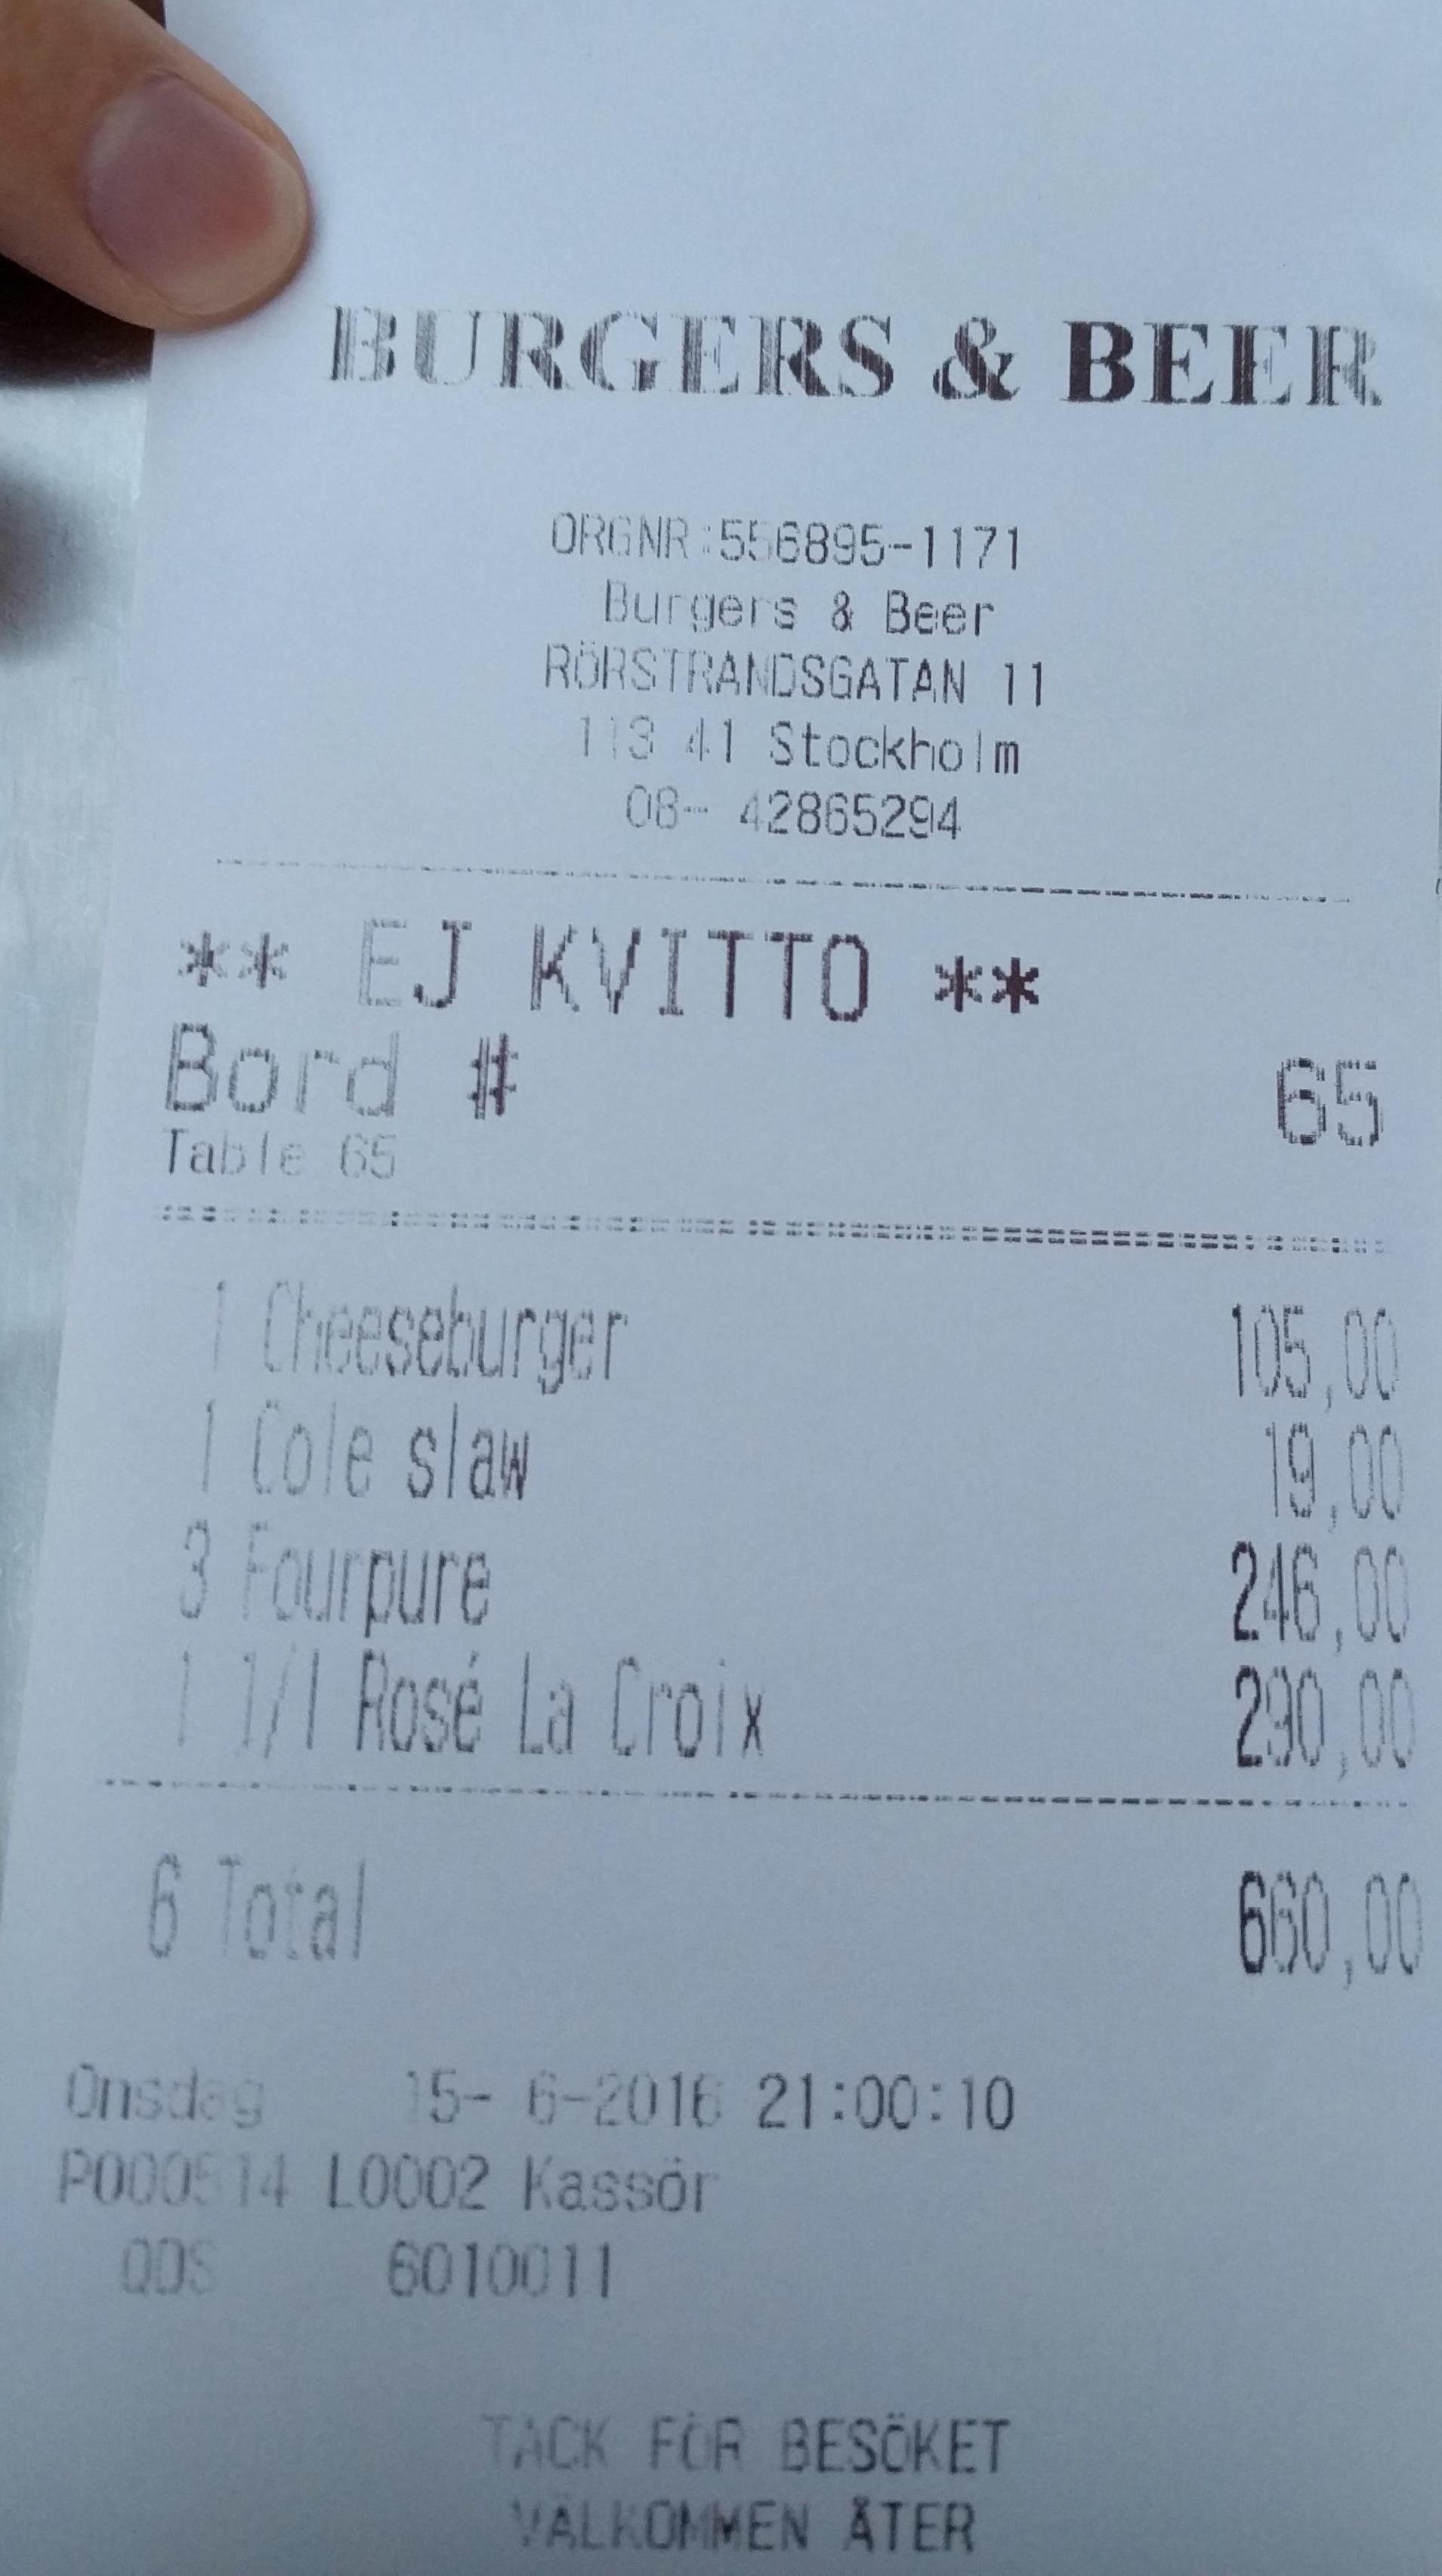 BURGERS & BEER
ORGNR:556895-1171
Burgers & Beer
RÖRSTRANDSGATAN 11
113 41 Stockholm
08- 42865294
** EJ KVITTO **
Bord # 65
Table 65
1 Cheeseburger 105,00
1 Cole slaw 19,00
3 Fourpure 246,00
1 1/1 Rosé La Croix 290,00
6 Total 660,00
Onsdag 15- 6-2016 21:00:10
P000514 L0002 Kassör
QDS 6010011
TACK FÖR BESÖKET
VÄLKOMMEN ÅTER